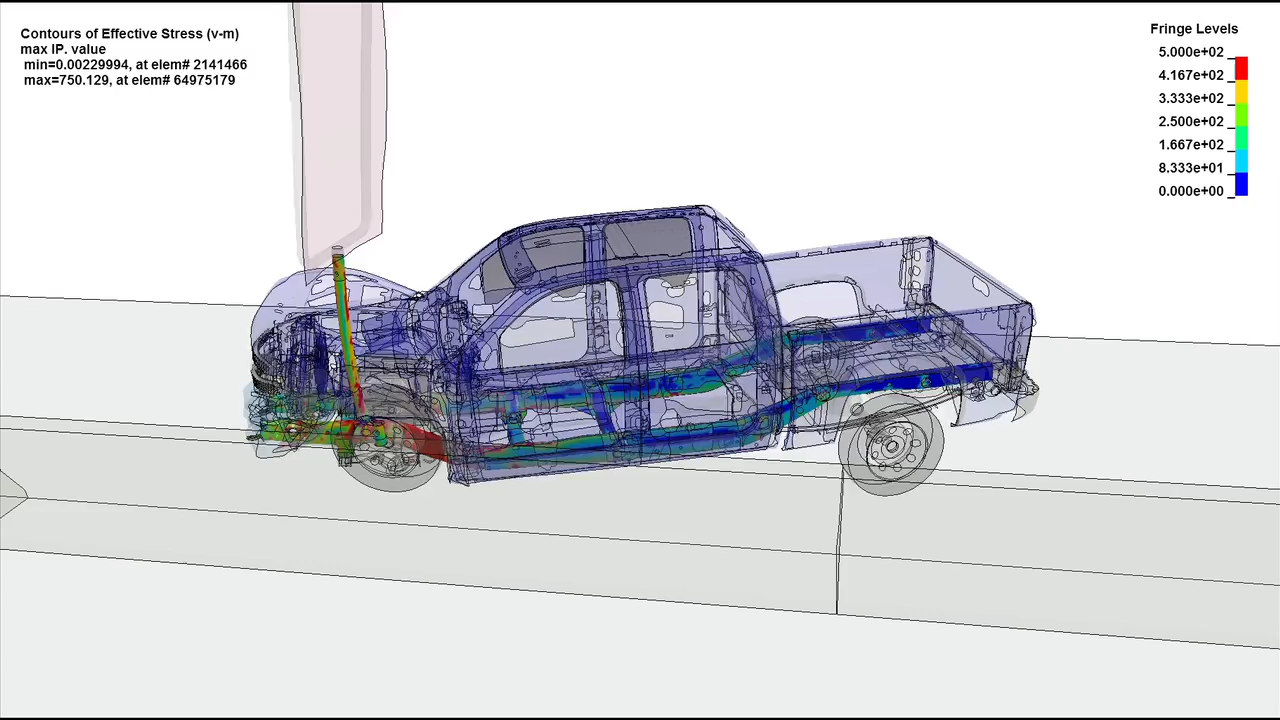 Contours of Effective Stress (v-m)
max IP. value
min=0.00229994, at elem# 2141466
max=750.129, at elem# 64975179
Fringe Levels
5.000e+02
4.167e+02
3.333e+02
2.500e+02
1.667e+02
8.333e+01
0.000e+00